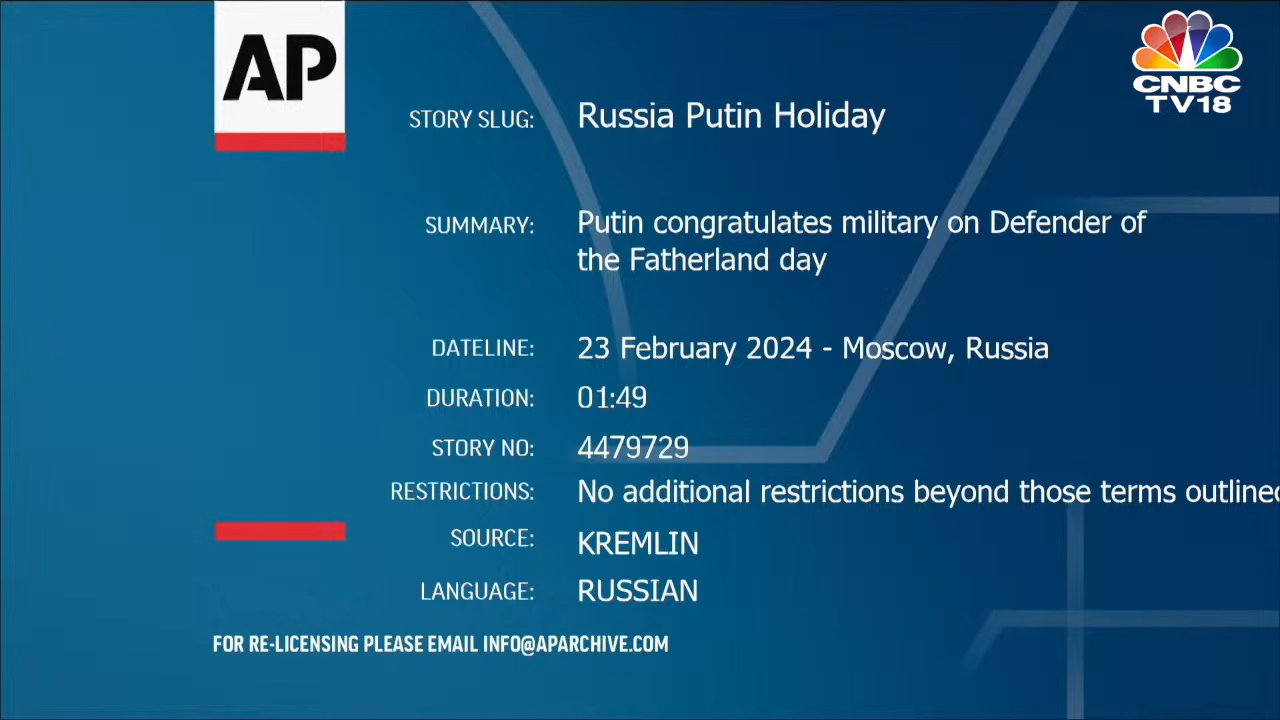 AP
CNBC
TV18
STORY SLUG: Russia Putin Holiday
SUMMARY: Putin congratulates military on Defender of
the Fatherland day
DATELINE: 23 February 2024 - Moscow, Russia
DURATION: 01:49
STORY NO: 4479729
RESTRICTIONS: No additional restrictions beyond those terms outlined
SOURCE: KREMLIN
LANGUAGE: RUSSIAN
FOR RE-LICENSING PLEASE EMAIL INFO@APARCHIVE.COM